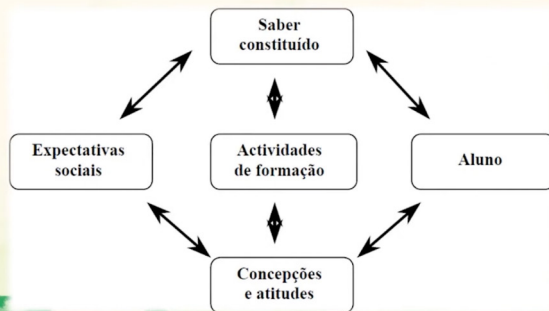 Saber
constituído
Expectativas
sociais
Actividades
de formação
Aluno
Concepções
e atitudes